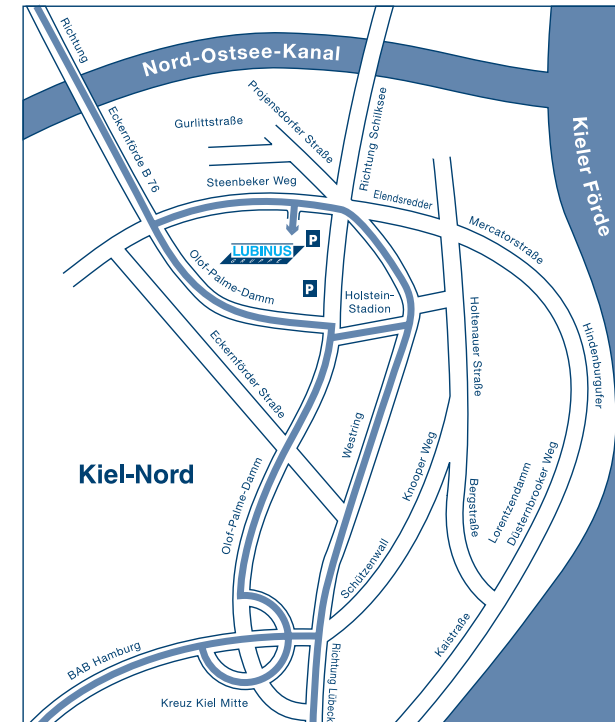 Richtung
Nord-Ostsee-Kanal
Eckernförde B 76
Projensdorfer Straße
Gurlittstraße
Richtung Schilksee
Kieler Förde
Steenbeker Weg
Eiendsredder
Mercatorstraße
LUBINUS
GRUPPE
P
P
Olof-Palme-Damm
Holstein-
Stadion
Holtenauer Straße
Hindenburgufer
Eckernförder Straße
Westring
Knooper Weg
Kiel-Nord
Olof-Palme-Damm
Bergstraße
Lorentzendamm
Düsternbrooker Weg
Schützenwall
Kaistraße
BAB Hamburg
Richtung Lübeck
Kreuz Kiel Mitte